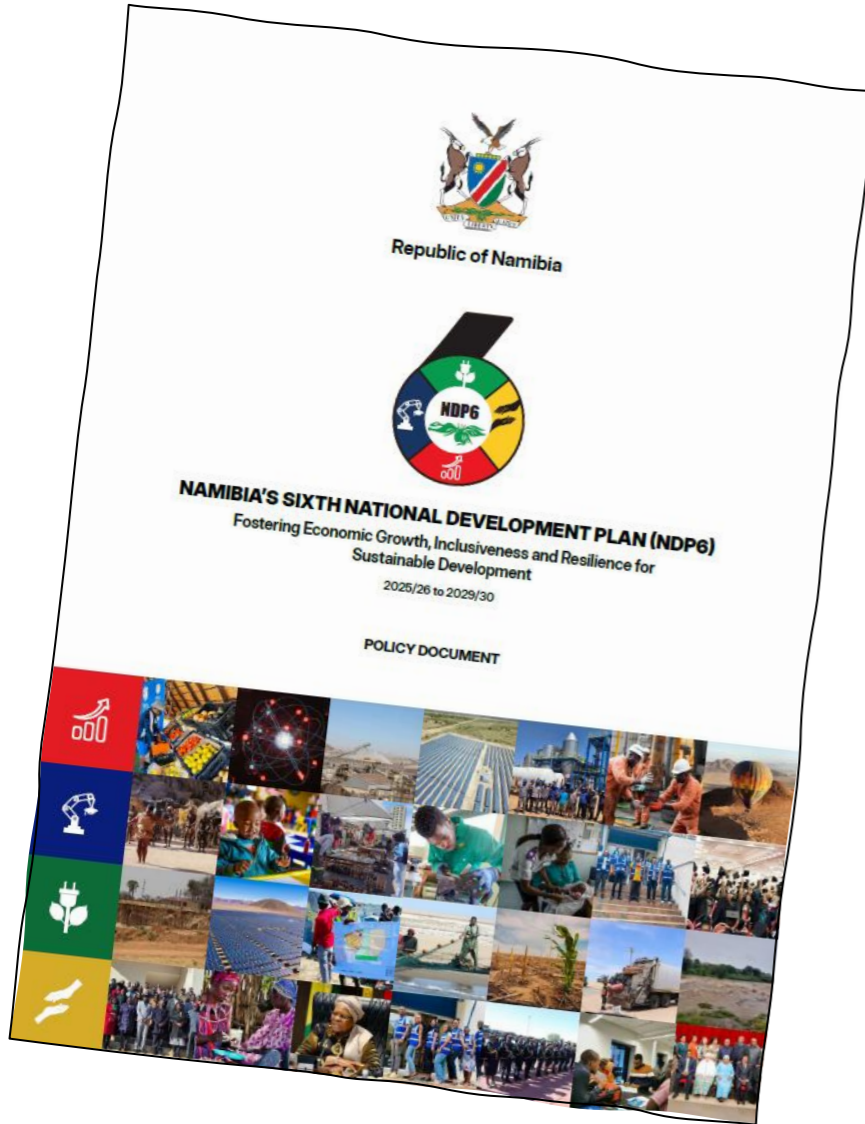 Republic of Namibia
NDP6
NAMIBIA'S SIXTH NATIONAL DEVELOPMENT PLAN (NDP6)
Fostering Economic Growth, Inclusiveness and Resilience for
Sustainable Development
2025/26 to 2029/30
POLICY DOCUMENT